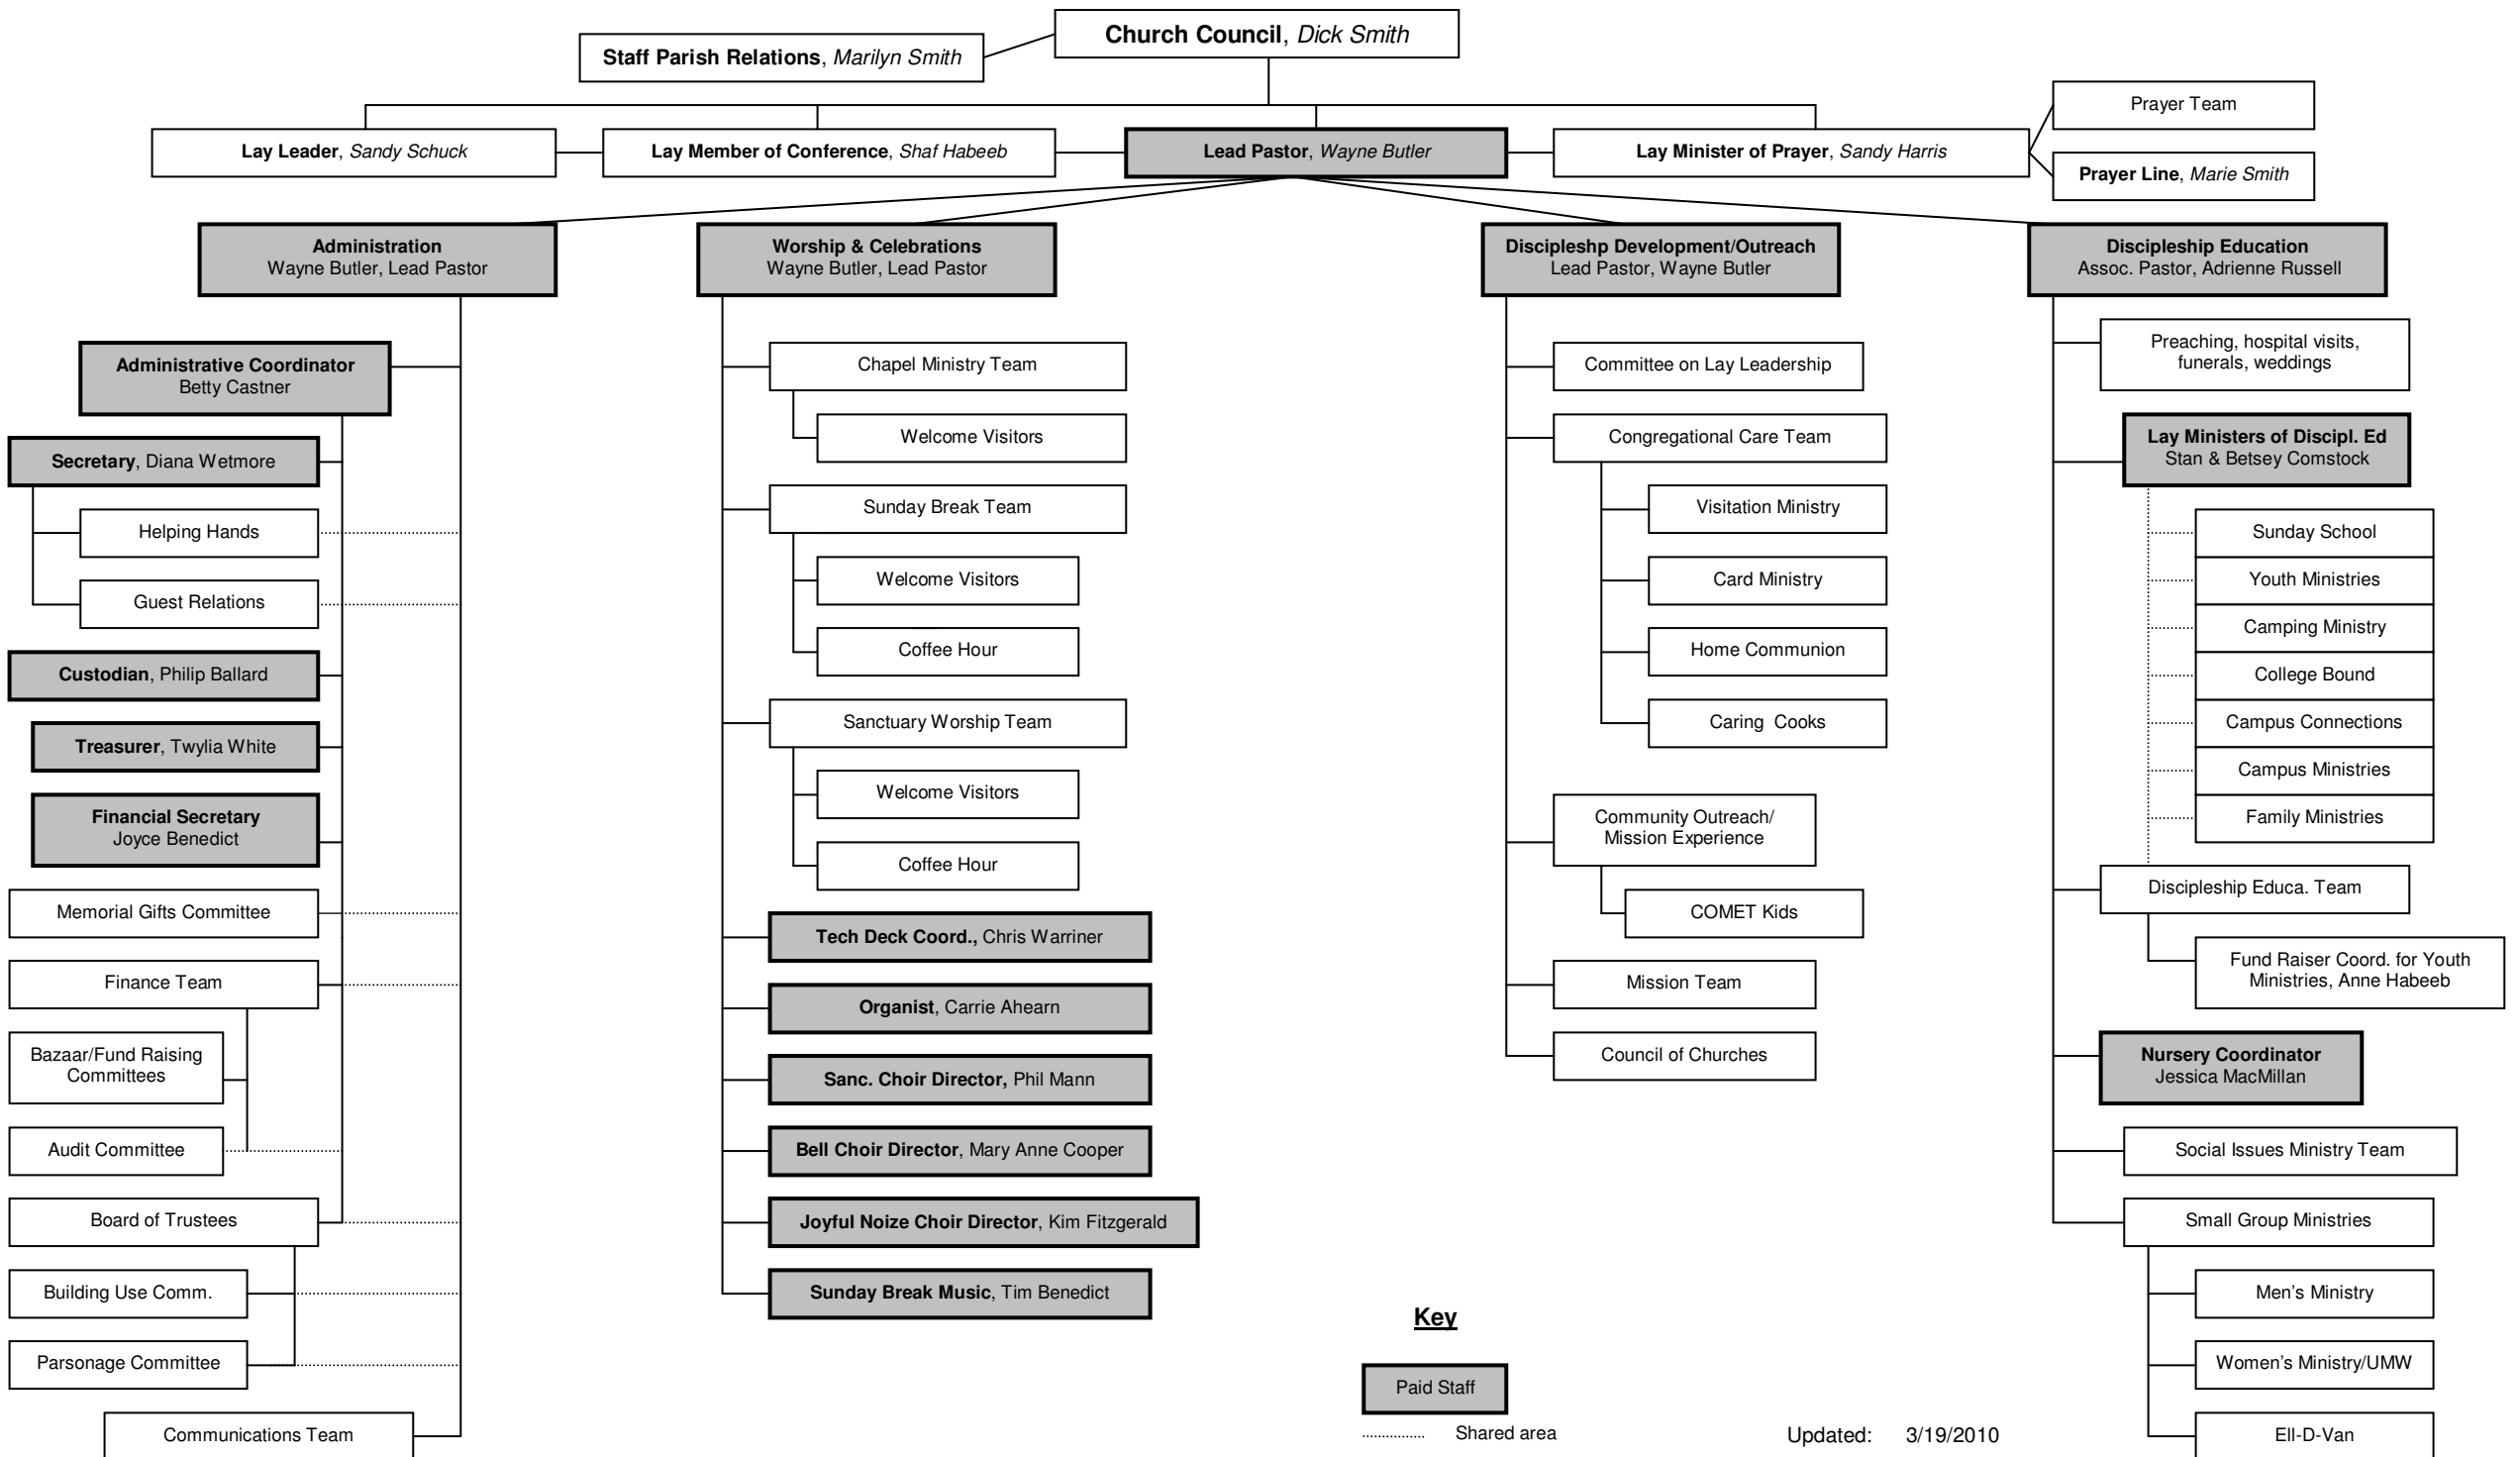 Church Council, Dick Smith
Staff Parish Relations, Marilyn Smith
Prayer Team
Lay Leader, Sandy Schuck
Lay Member of Conference, Shaf Habeeb
Lead Pastor, Wayne Butler
Lay Minister of Prayer, Sandy Harris
Prayer Line, Marie Smith
Administration
Wayne Butler, Lead Pastor
Administrative Coordinator
Betty Castner
Secretary, Diana Wetmore
Helping Hands
Guest Relations
Custodian, Philip Ballard
Treasurer, Twylia White
Financial Secretary
Joyce Benedict
Memorial Gifts Committee
Finance Team
Bazaar/Fund Raising
Committees
Audit Committee
Board of Trustees
Building Use Comm.
Parsonage Committee
Communications Team
Worship & Celebrations
Wayne Butler, Lead Pastor
Chapel Ministry Team
Welcome Visitors
Sunday Break Team
Welcome Visitors
Coffee Hour
Sanctuary Worship Team
Welcome Visitors
Coffee Hour
Tech Deck Coord., Chris Warriner
Organist, Carrie Ahearn
Sanc. Choir Director, Phil Mann
Bell Choir Director, Mary Anne Cooper
Joyful Noize Choir Director, Kim Fitzgerald
Sunday Break Music, Tim Benedict
Discipleshp Development/Outreach
Lead Pastor, Wayne Butler
Committee on Lay Leadership
Congregational Care Team
Visitation Ministry
Card Ministry
Home Communion
Caring Cooks
Community Outreach/
Mission Experience
COMET Kids
Mission Team
Council of Churches
Discipleship Education
Assoc. Pastor, Adrienne Russell
Preaching, hospital visits,
funerals, weddings
Lay Ministers of Discipl. Ed
Stan & Betsey Comstock
Sunday School
Youth Ministries
Camping Ministry
College Bound
Campus Connections
Campus Ministries
Family Ministries
Discipleship Educa. Team
Fund Raiser Coord. for Youth
Ministries, Anne Habeeb
Nursery Coordinator
Jessica MacMillan
Social Issues Ministry Team
Small Group Ministries
Men's Ministry
Women's Ministry/UMW
Ell-D-Van
Key
Paid Staff
Shared area
Updated: 3/19/2010